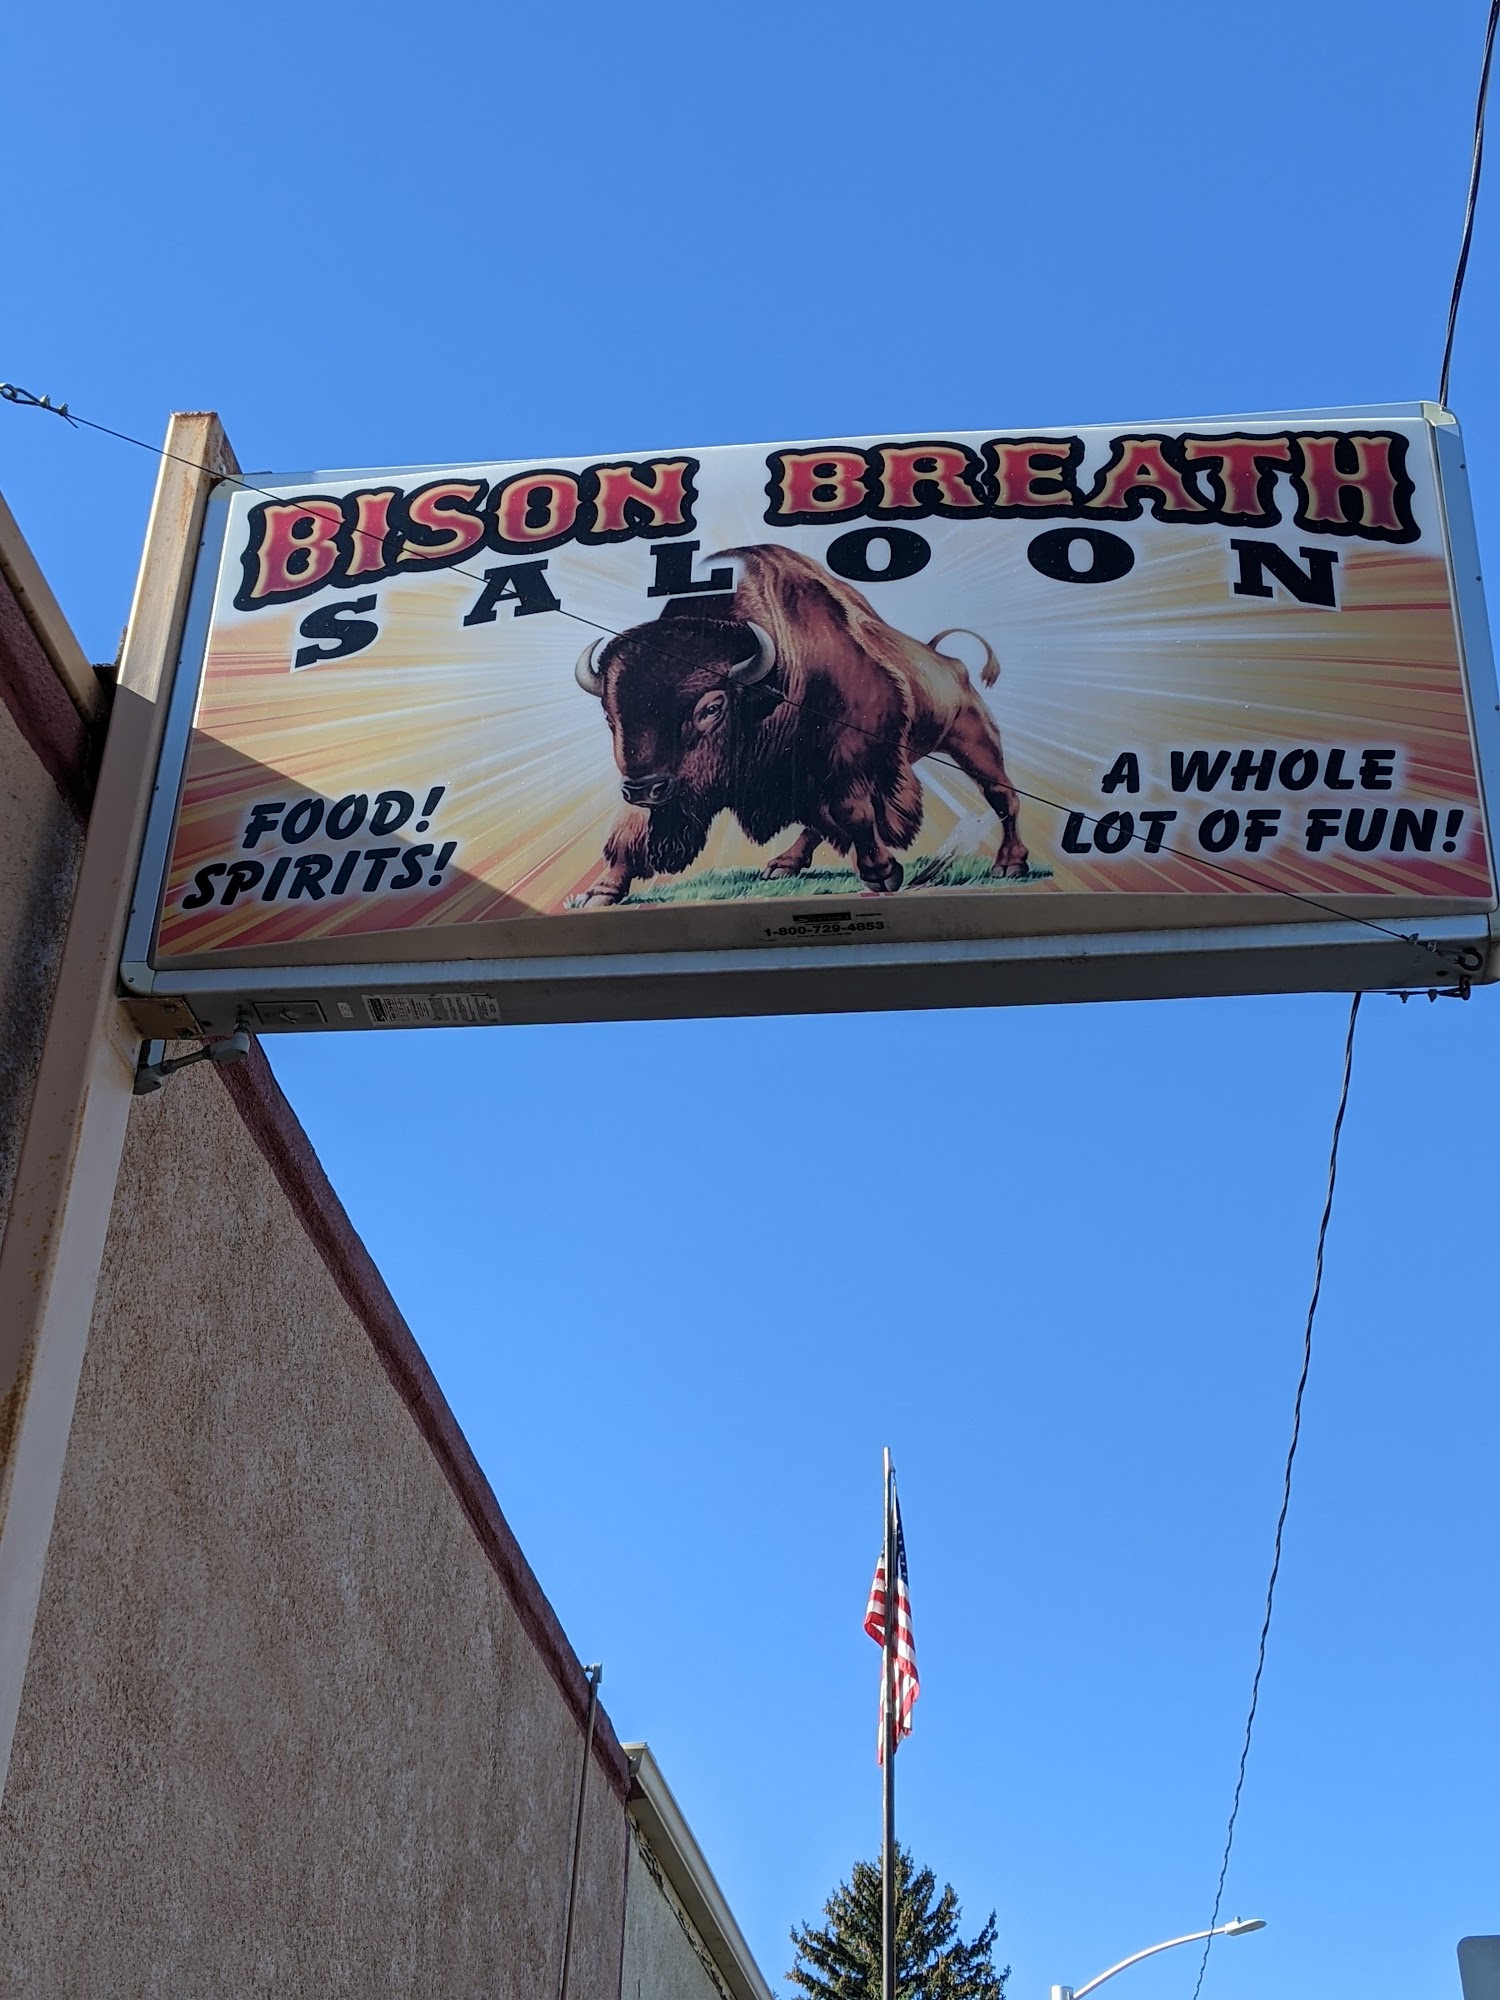 BISON BREATH
SALOON
FOOD!
SPIRITS!
A WHOLE
LOT OF FUN!
1-800-729-4853